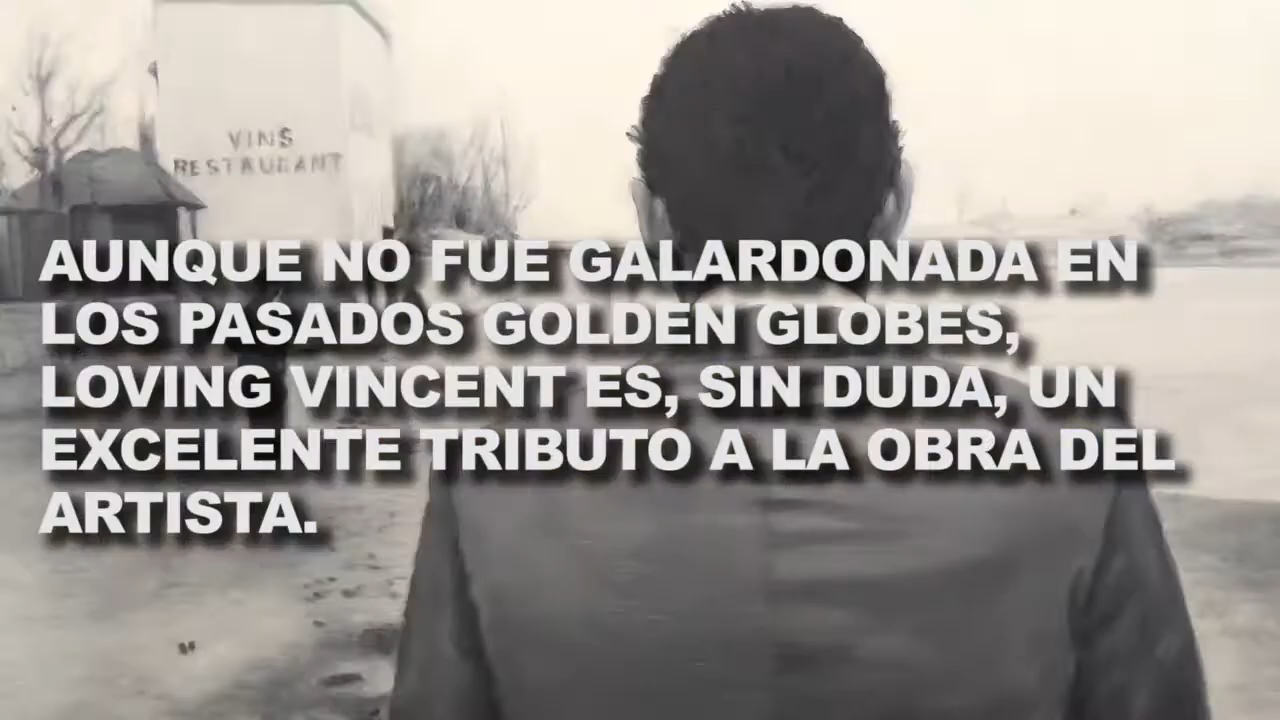 VINS
RESTAURANT
AUNQUE NO FUE GALARDONADA EN
LOS PASADOS GOLDEN GLOBES,
LOVING VINCENT ES, SIN DUDA, UN
EXCELENTE TRIBUTO A LA OBRA DEL
ARTISTA.